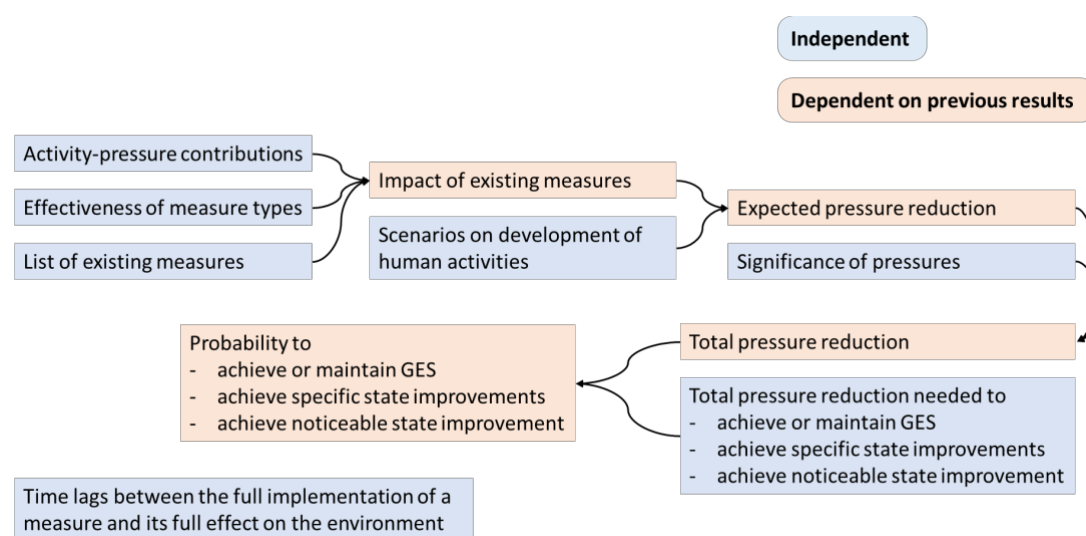 Independent
Dependent on previous results
Activity-pressure contributions
Effectiveness of measure types
List of existing measures
Impact of existing measures
Scenarios on development of
human activities
Expected pressure reduction
Significance of pressures
Probability to
- achieve or maintain GES
- achieve specific state improvements
- achieve noticeable state improvement
Total pressure reduction
Total pressure reduction needed to
- achieve or maintain GES
- achieve specific state improvements
- achieve noticeable state improvement
Time lags between the full implementation of a
measure and its full effect on the environment